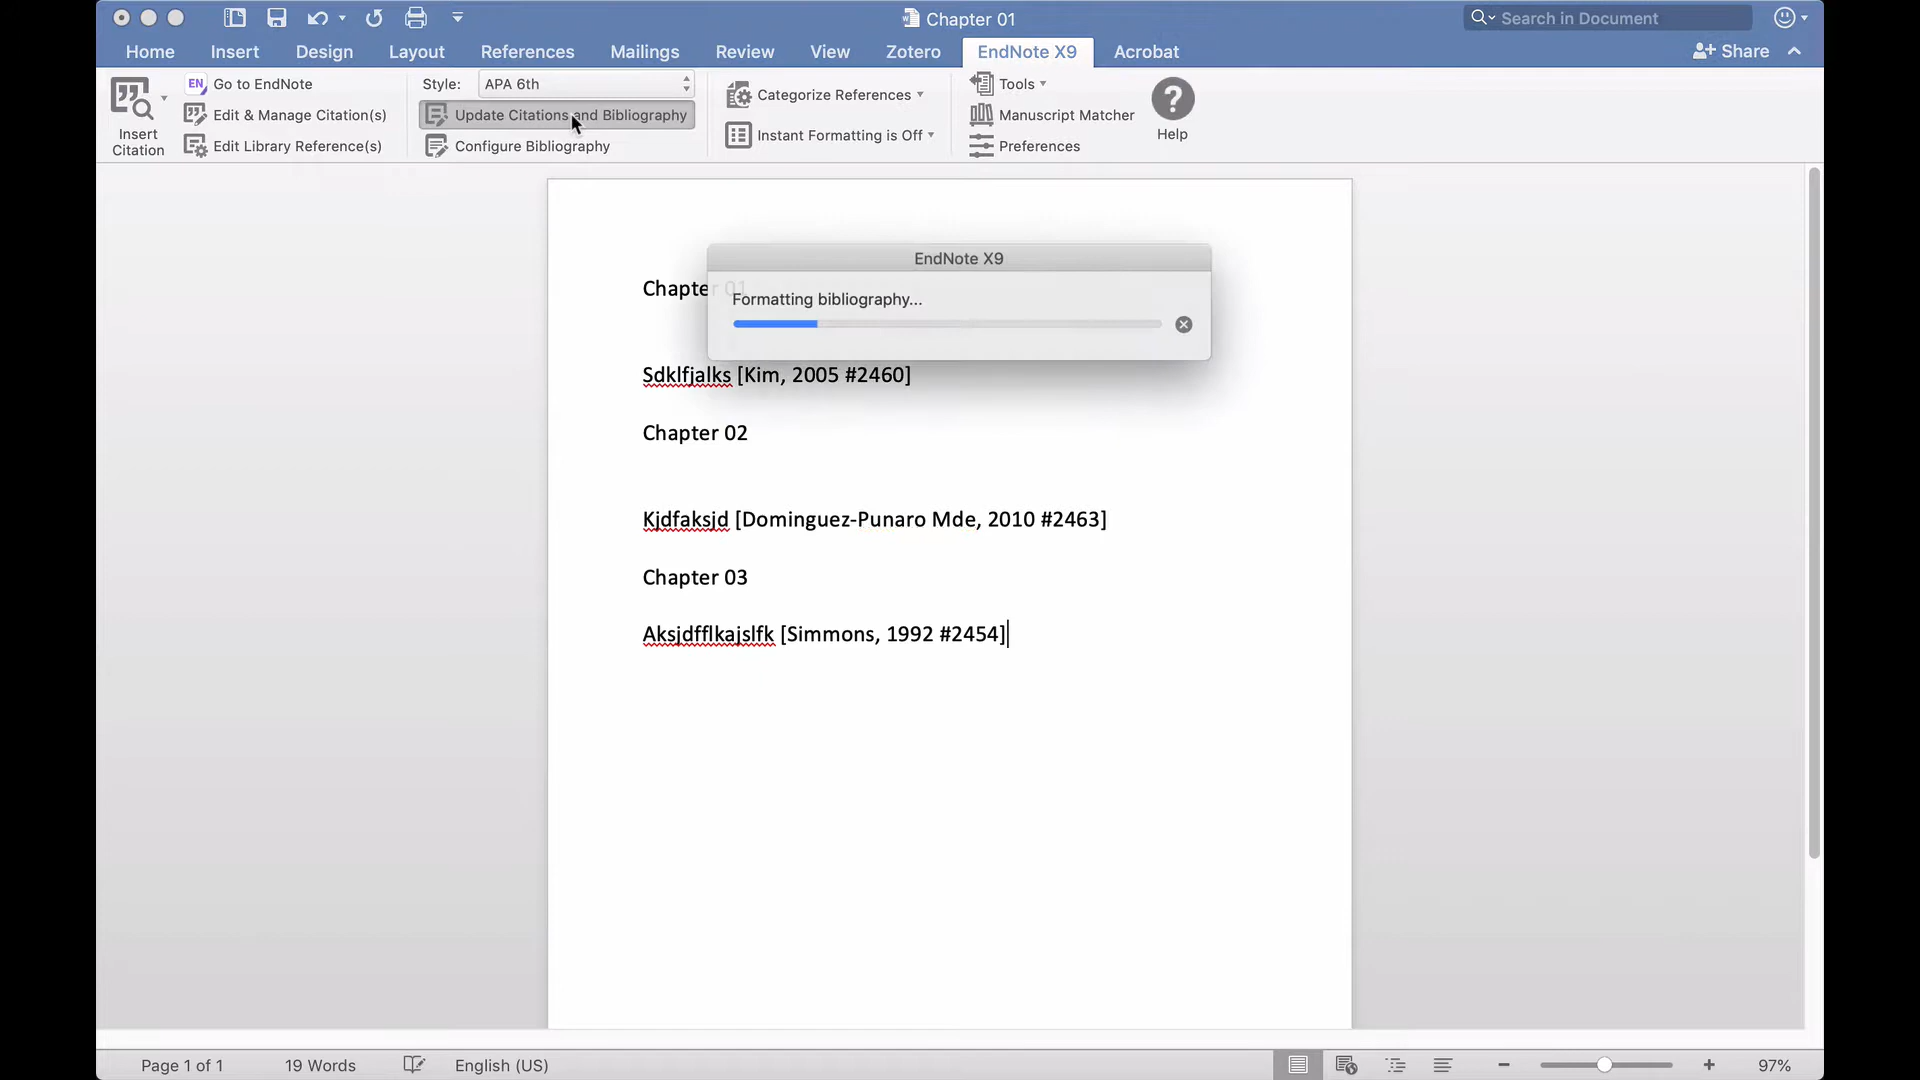 Chapter 01
Search in Document
Home Insert Design Layout References Mailings Review View Zotero EndNote X9 Acrobat Share
Insert Citation
EN Go to EndNote
Edit & Manage Citation(s)
Edit Library Reference(s)
Style: APA 6th
Update Citations and Bibliography
Configure Bibliography
Categorize References
Instant Formatting is Off
Tools
Manuscript Matcher
Preferences
Help
EndNote X9
Formatting bibliography...
Chapter 01
Sdklfjalks [Kim, 2005 #2460]
Chapter 02
Kjdfaksjd [Dominguez-Punaro Mde, 2010 #2463]
Chapter 03
Aksjdfflkajslfk [Simmons, 1992 #2454]
Page 1 of 1 19 Words English (US) 97%